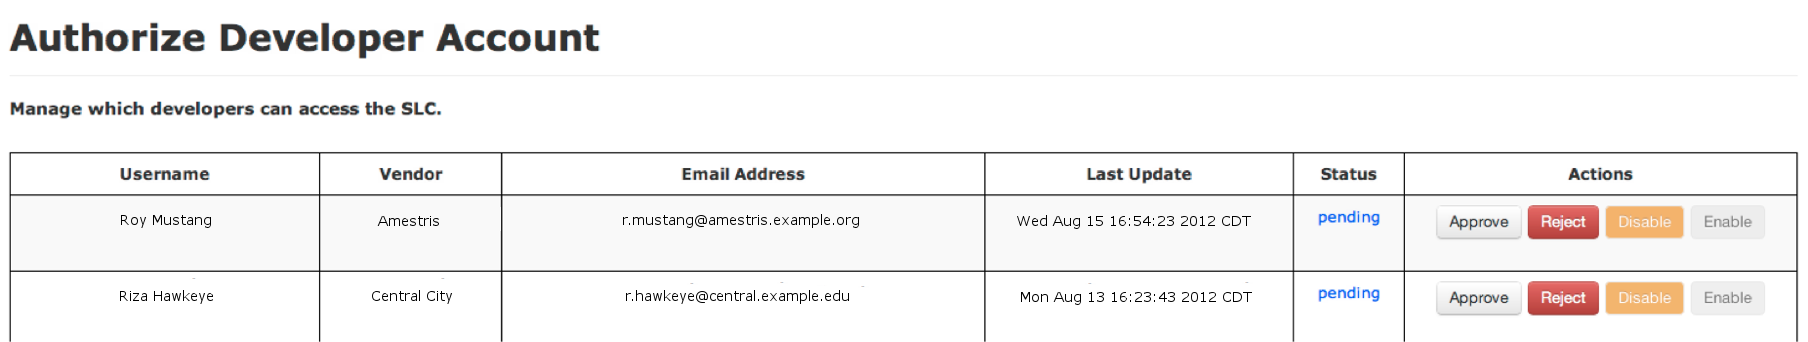 Authorize Developer Account
Manage which developers can access the SLC.
Username Vendor Email Address Last Update Status Actions
Roy Mustang Amestris r.mustang@amestris.example.org Wed Aug 15 16:54:23 2012 CDT pending Approve Reject Disable Enable
Riza Hawkeye Central City r.hawkeye@central.example.edu Mon Aug 13 16:23:43 2012 CDT pending Approve Reject Disable Enable